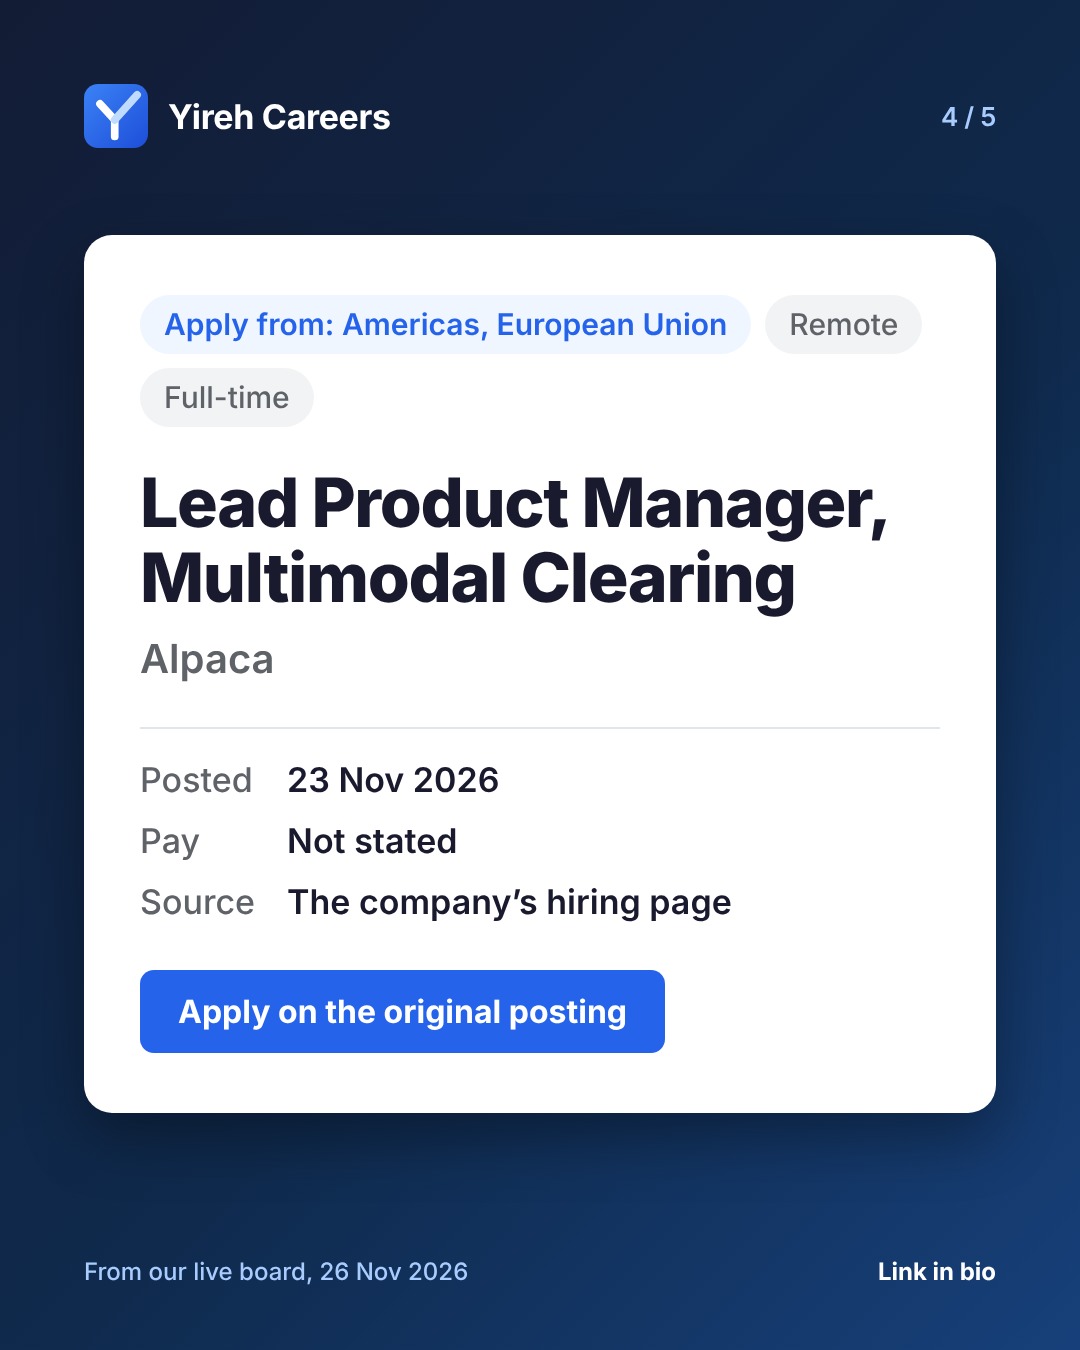 Yireh Careers
4 / 5
Apply from: Americas, European Union
Remote
Full-time
Lead Product Manager,
Multimodal Clearing
Alpaca
Posted 23 Nov 2026
Pay Not stated
Source The company’s hiring page
Apply on the original posting
From our live board, 26 Nov 2026
Link in bio